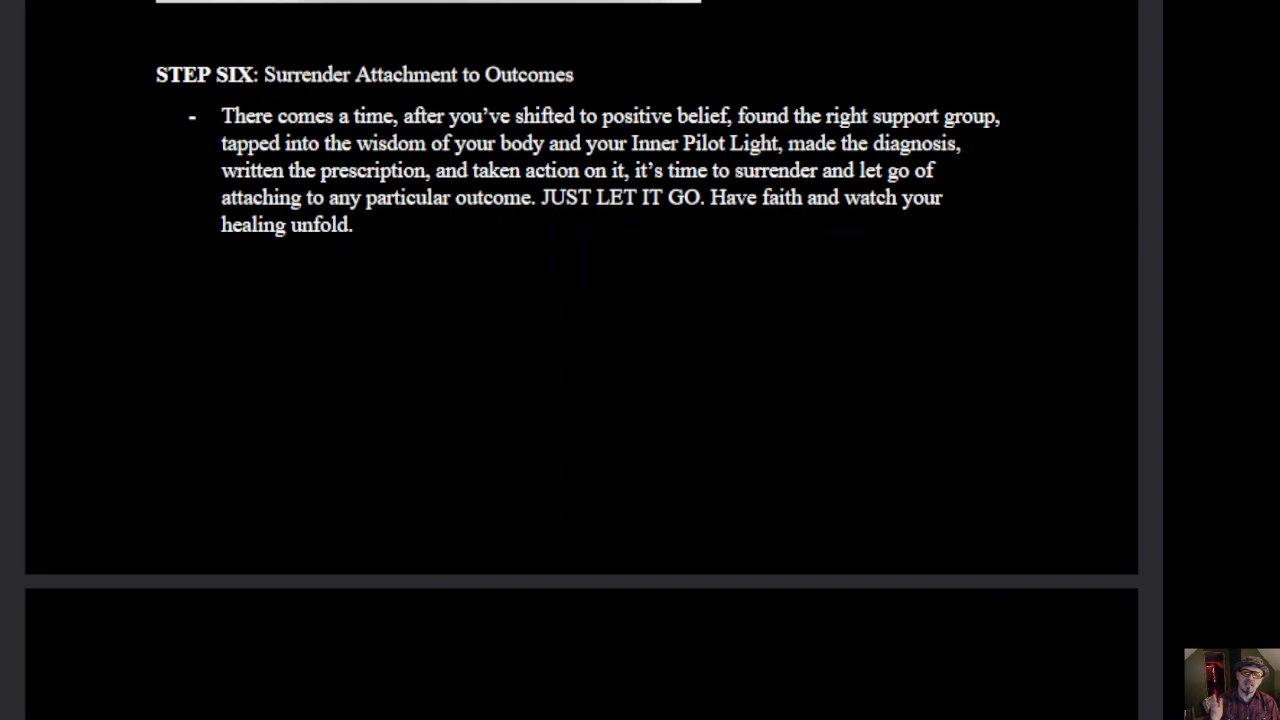 STEP SIX: Surrender Attachment to Outcomes
- There comes a time, after you’ve shifted to positive belief, found the right support group,
tapped into the wisdom of your body and your Inner Pilot Light, made the diagnosis,
written the prescription, and taken action on it, it’s time to surrender and let go of
attaching to any particular outcome. JUST LET IT GO. Have faith and watch your
healing unfold.